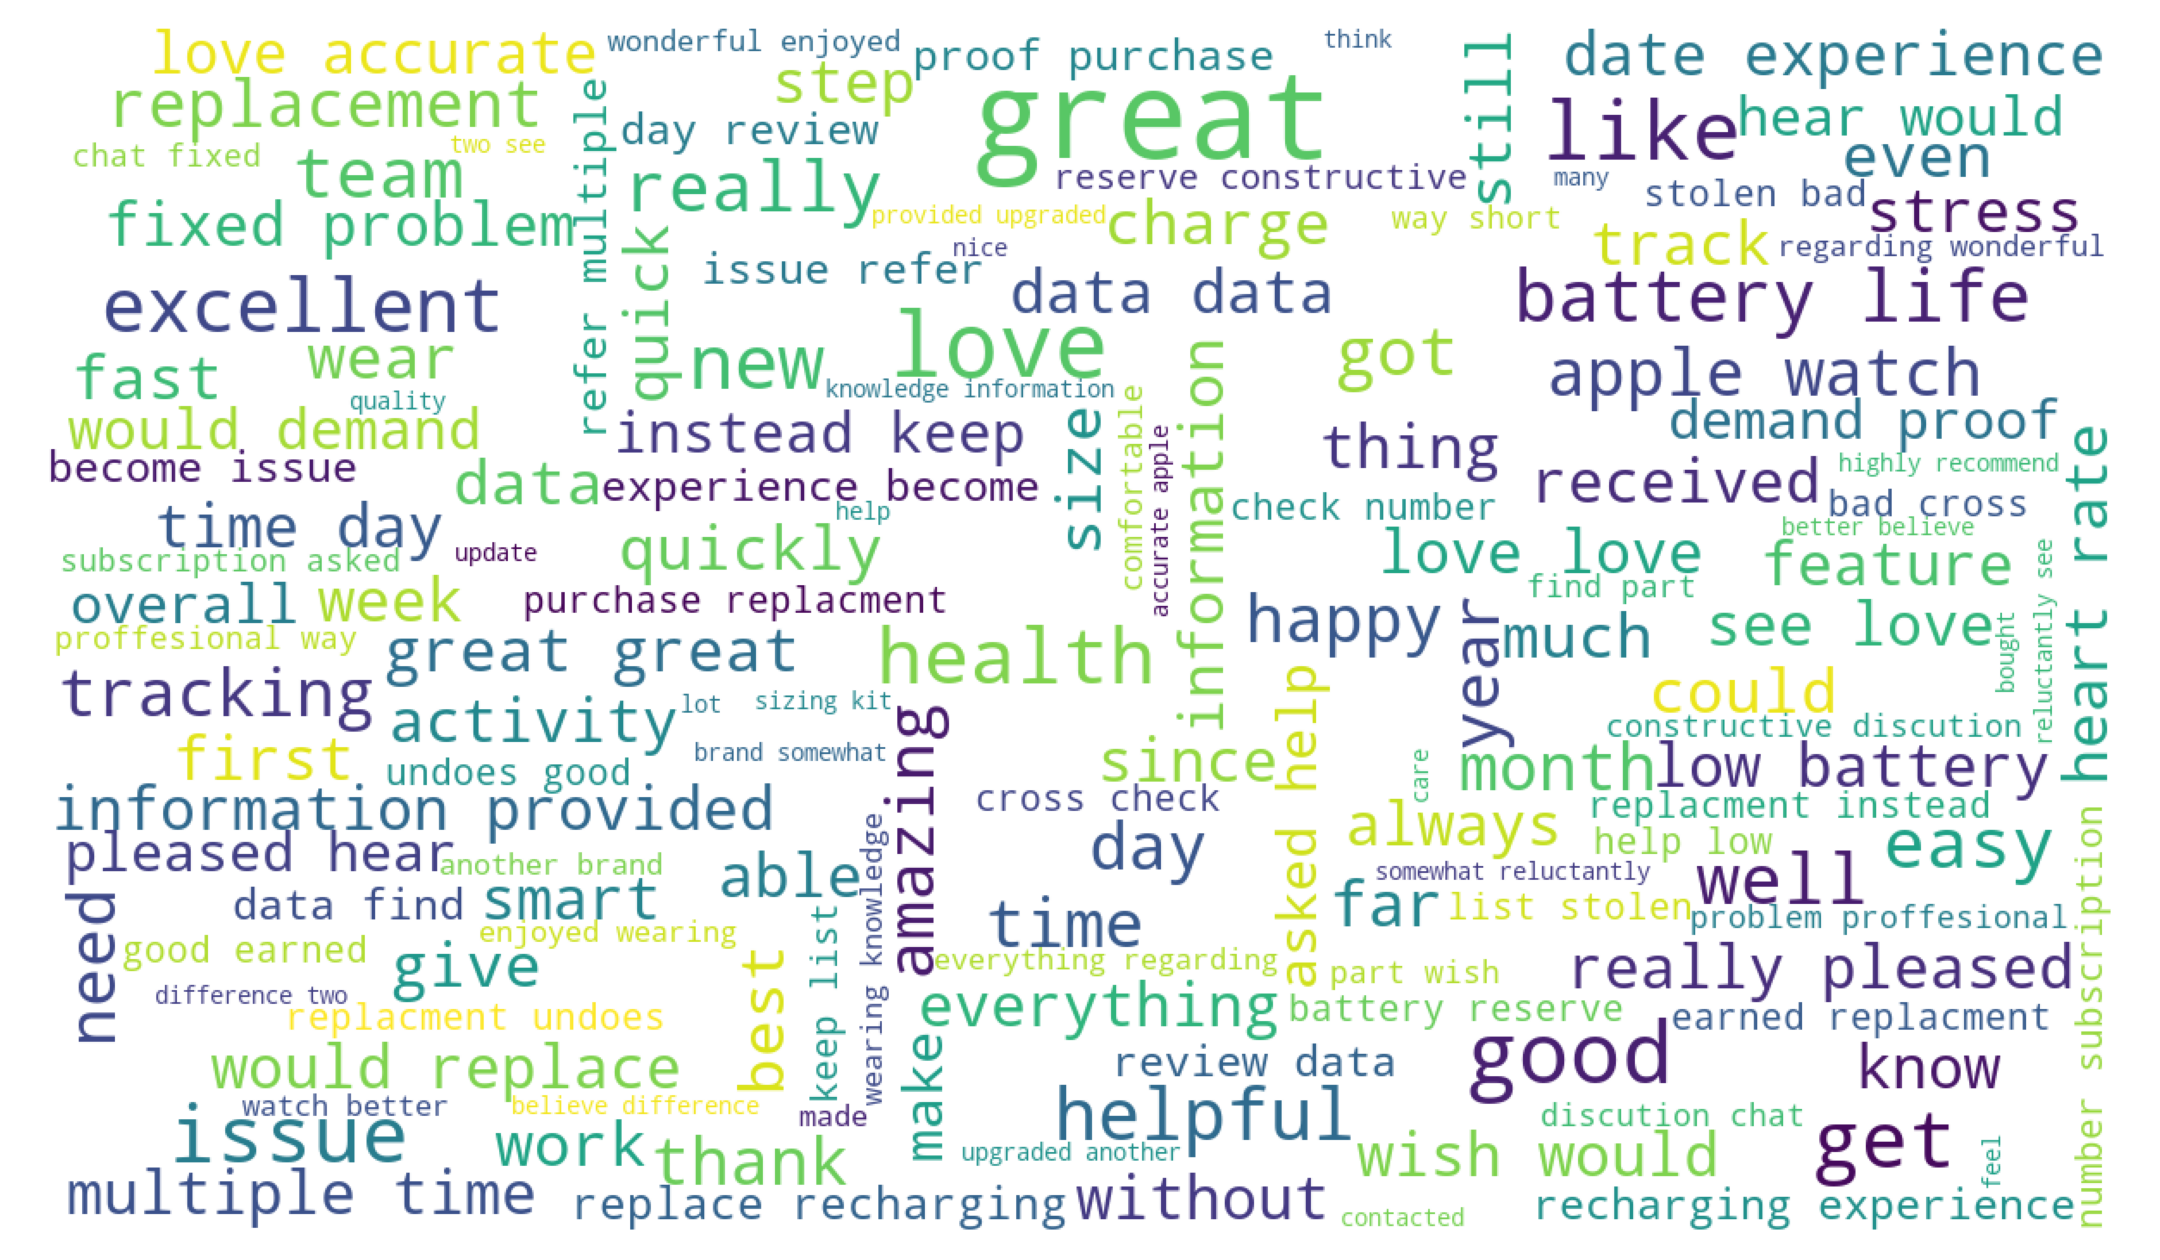 love accurate
wonderful enjoyed
proof purchase
think
still
date experience
replacement
step
great
like
hear would
refer multiple
day review
chat fixed
two see
team
really
reserve constructive
many
even
stolen bad
stress
fixed problem
provided upgraded
charge
way short
track
regarding wonderful
quick
nice
issue refer
data data
excellent
battery life
love
new
got
fast
wear
information
apple watch
quality
knowledge information
would demand
instead keep
size
comfortable
accurate apple
thing
demand proof
heart rate
become issue
data
experience become
received
highly recommend
time day
help
check number
bad cross
update
better believe
subscription asked
quickly
love love
feature
reluctantly see
overall
week
purchase replacment
find part
happy
year
much
see love
bought
proffesional way
great great
health
tracking
asked help
could
lot
sizing kit
activity
amazing
constructive discution
first
brand somewhat
since
care
month
low battery
undoes good
information provided
cross check
replacment instead
number subscription
pleased hear
wearing knowledge
day
always
help low
easy
another brand
able
somewhat reluctantly
well
need
data find
smart
keep list
time
far
list stolen
problem proffesional
good earned
enjoyed wearing
give
best
everything regarding
part wish
really pleased
difference two
replacment undoes
everything
battery reserve
earned replacment
would replace
make
review data
good
know
watch better
believe difference
made
helpful
discution chat
issue
work
thank
upgraded another
wish would
get
feel
multiple time
replace recharging
without
contacted
recharging experience